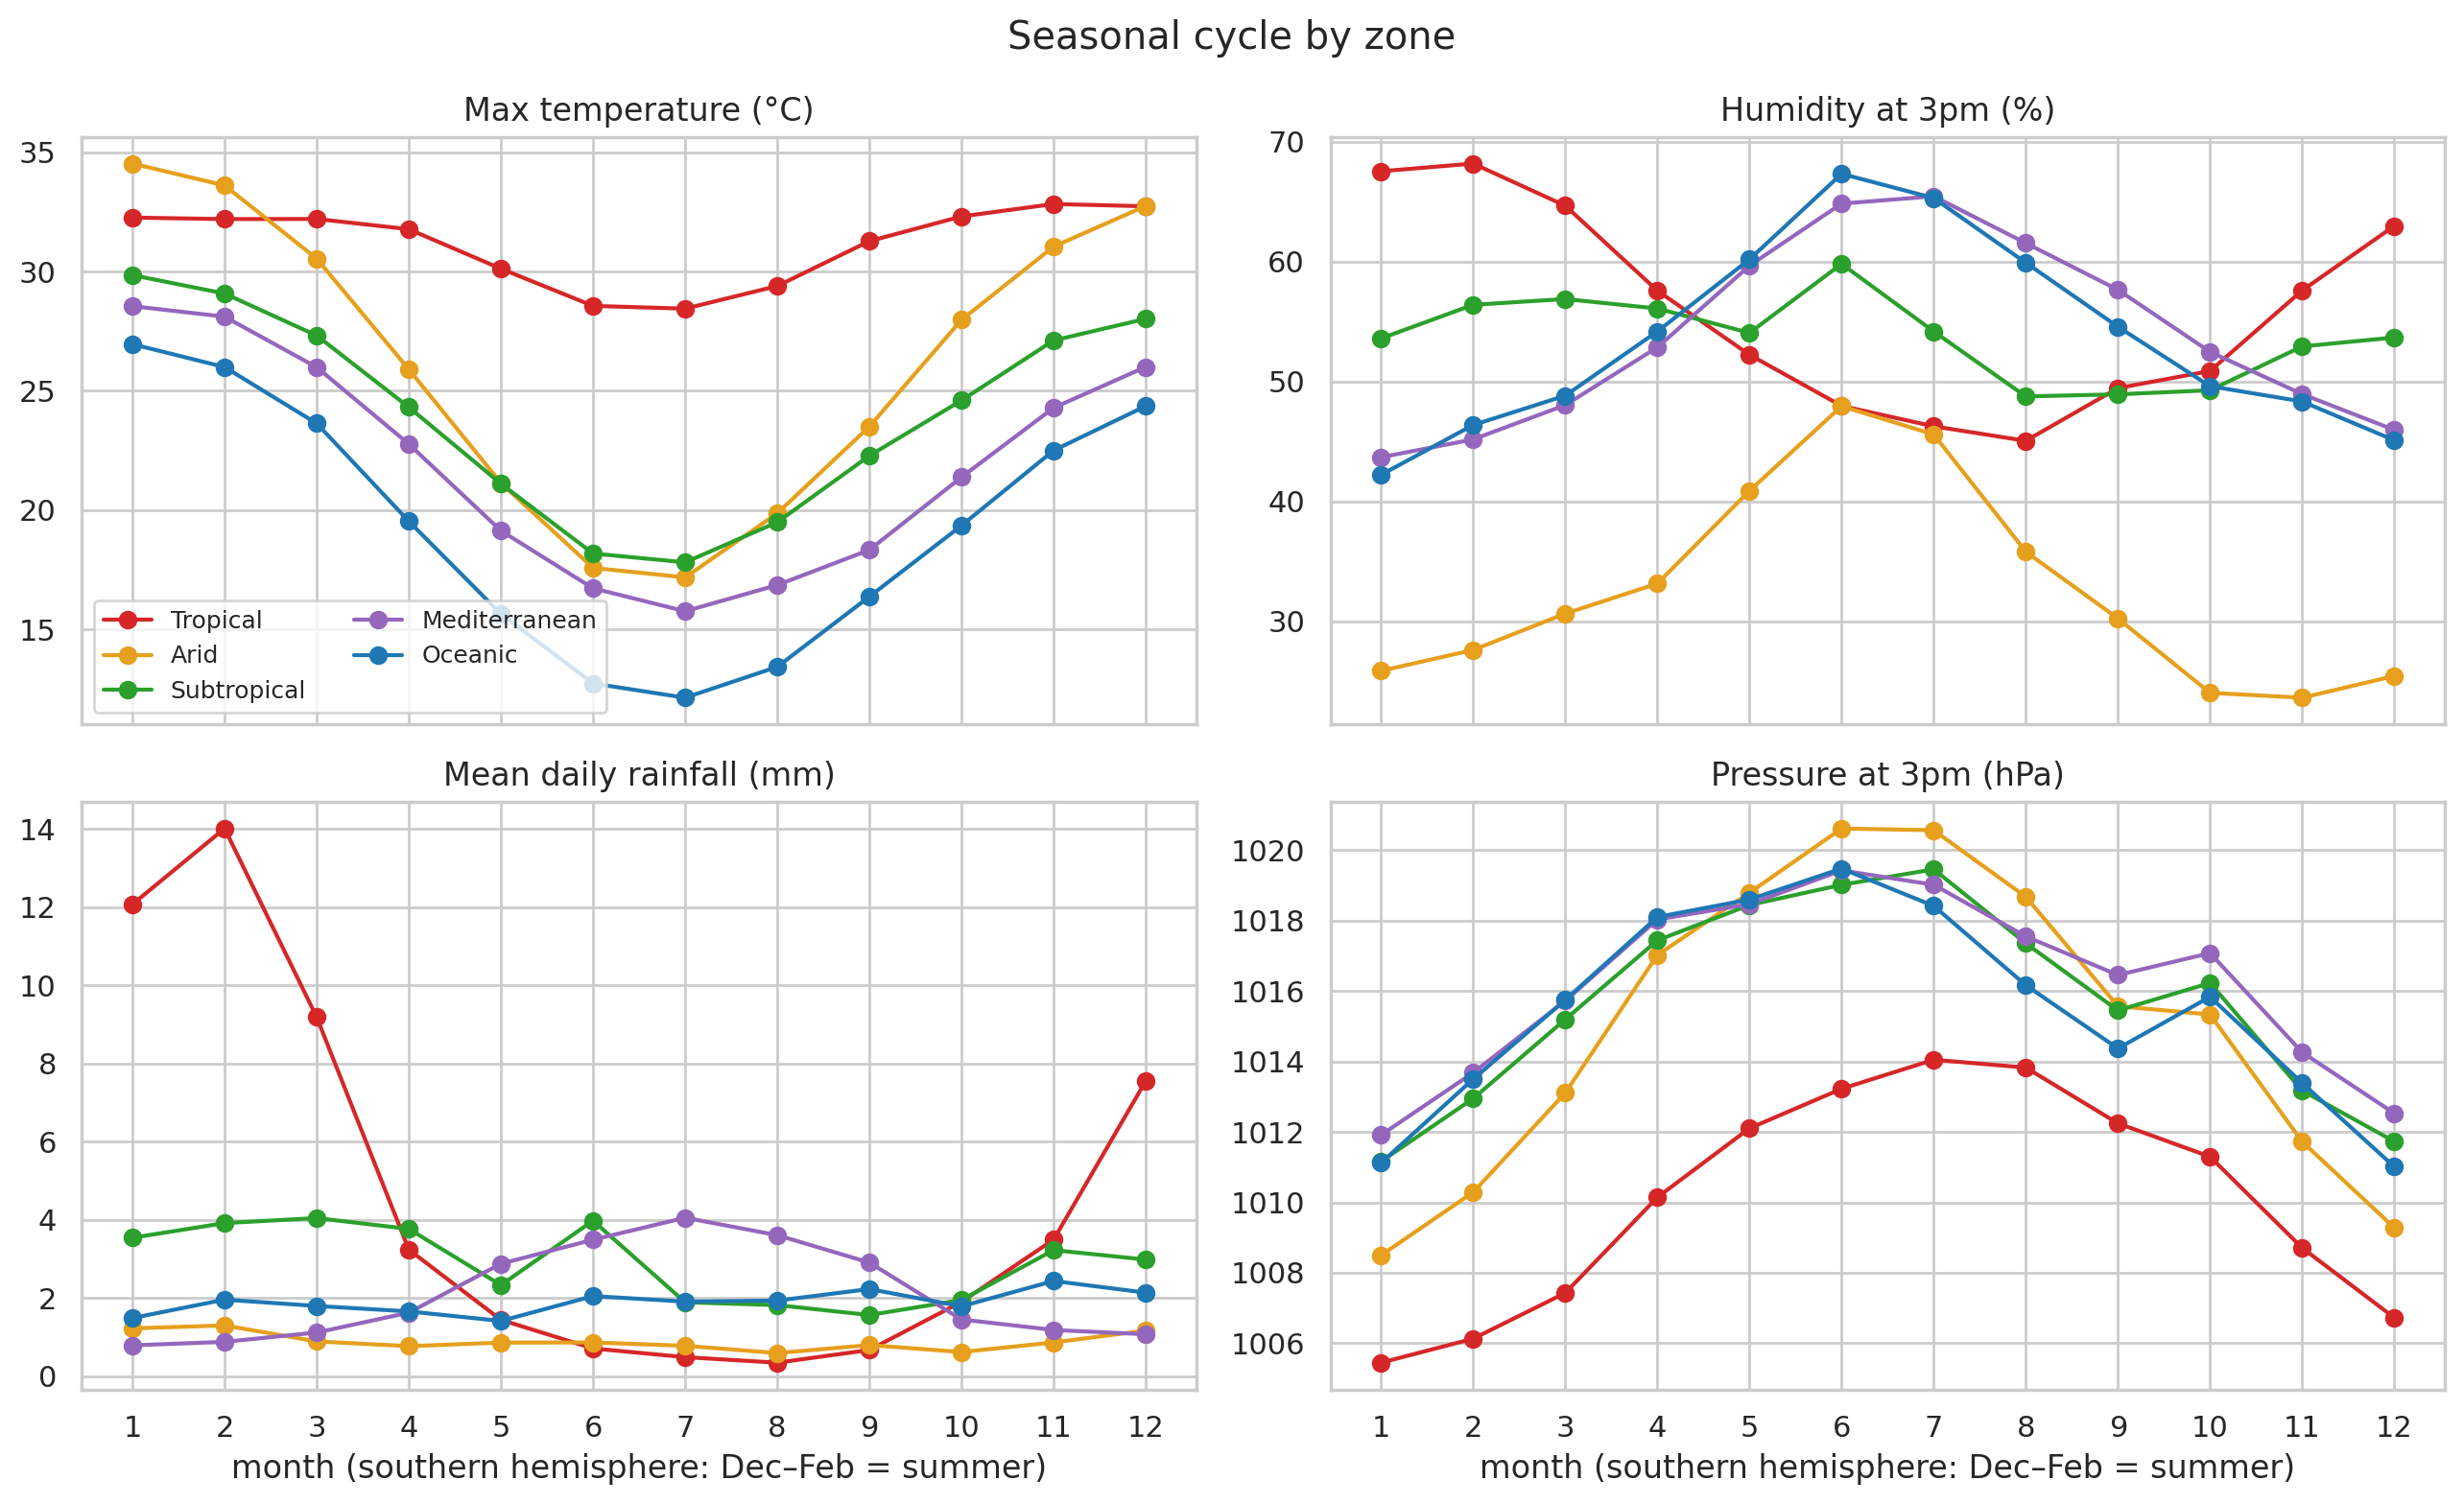 Seasonal cycle by zone
Max temperature (°C)
35
30
25
20
15
Tropical
Arid
Subtropical
Mediterranean
Oceanic
Humidity at 3pm (%)
70
60
50
40
30
Mean daily rainfall (mm)
14
12
10
8
6
4
2
0
1 2 3 4 5 6 7 8 9 10 11 12
month (southern hemisphere: Dec–Feb = summer)
Pressure at 3pm (hPa)
1020
1018
1016
1014
1012
1010
1008
1006
1 2 3 4 5 6 7 8 9 10 11 12
month (southern hemisphere: Dec–Feb = summer)